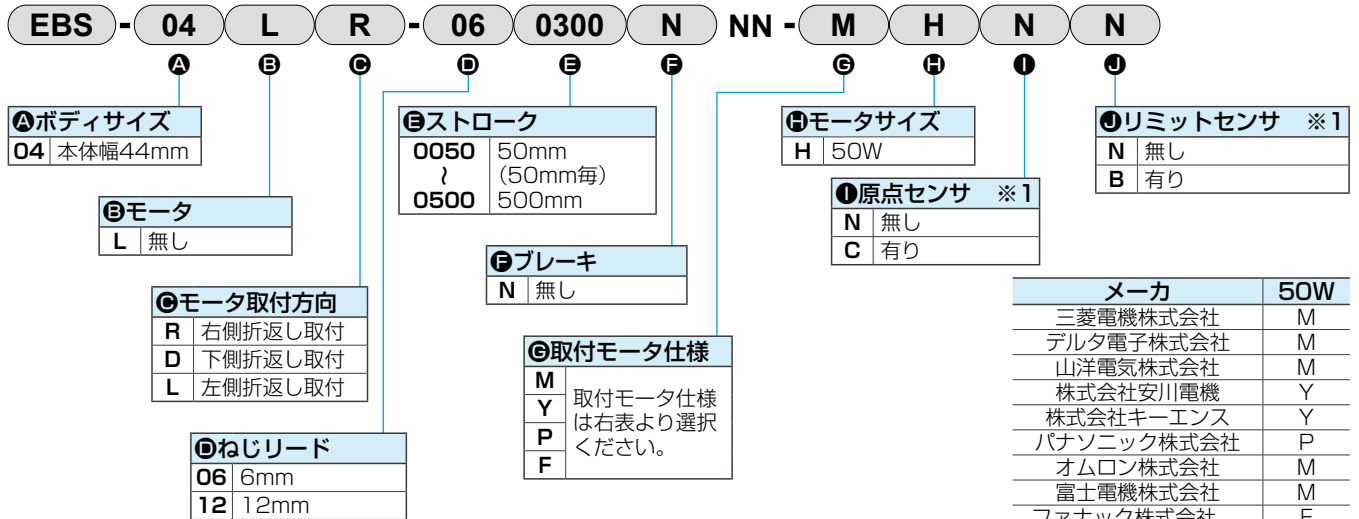 EBS - 04 L R - 06 0300 N NN - M H N N
A B C D E F G H I J
Aボディサイズ
04 本体幅44mm
Bモータ
L 無し
Cモータ取付方向
R 右側折返し取付
D 下側折返し取付
L 左側折返し取付
Dねじリード
06 6mm
12 12mm
Eストローク
0050 50mm
〜 (50mm毎)
0500 500mm
Fブレーキ
N 無し
G取付モータ仕様
M
Y
P
F
取付モータ仕様
は右表より選択
ください。
Hモータサイズ
H 50W
I原点センサ ※1
N 無し
C 有り
Jリミットセンサ ※1
N 無し
B 有り
メーカ 50W
三菱電機株式会社 M
デルタ電子株式会社 M
山洋電気株式会社 M
株式会社安川電機 Y
株式会社キーエンス Y
パナソニック株式会社 P
オムロン株式会社 M
富士電機株式会社 M
ファナック株式会社 F